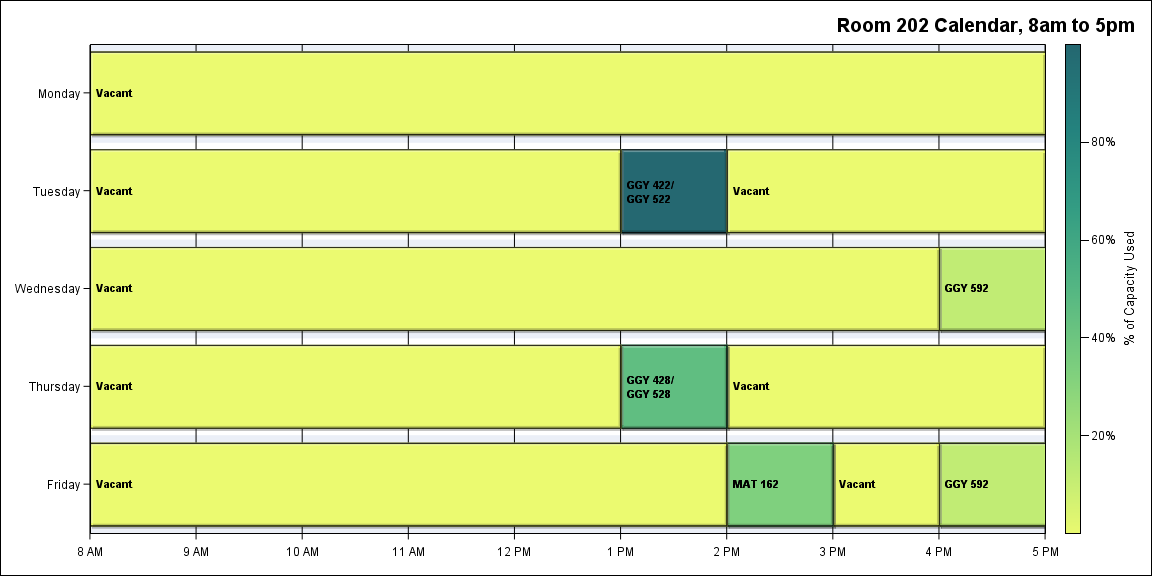 Room 202 Calendar, 8am to 5pm
Monday
Vacant
Tuesday
Vacant
GGY 422/
GGY 522
Vacant
Wednesday
Vacant
GGY 592
Thursday
Vacant
GGY 428/
GGY 528
Vacant
Friday
Vacant
MAT 162
Vacant
GGY 592
8 AM 9 AM 10 AM 11 AM 12 PM 1 PM 2 PM 3 PM 4 PM 5 PM
80%
60%
40%
20%
% of Capacity Used